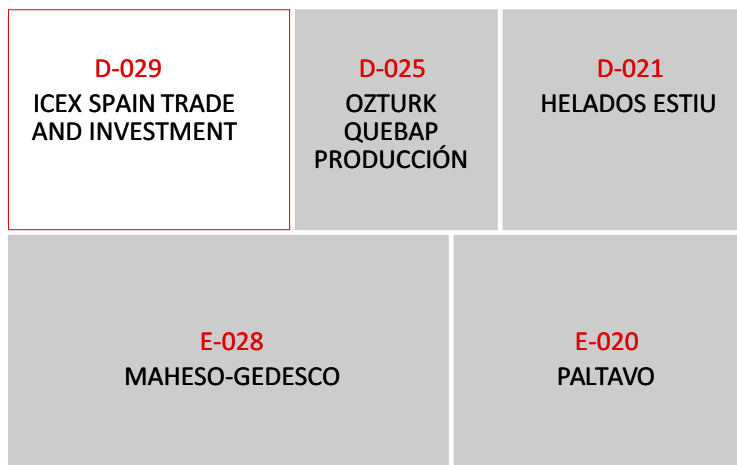 D-029
ICEX SPAIN TRADE
AND INVESTMENT
D-025
OZTURK
QUEBAP
PRODUCCIÓN
D-021
HELADOS ESTIU
E-028
MAHESO-GEDESCO
E-020
PALTAVO